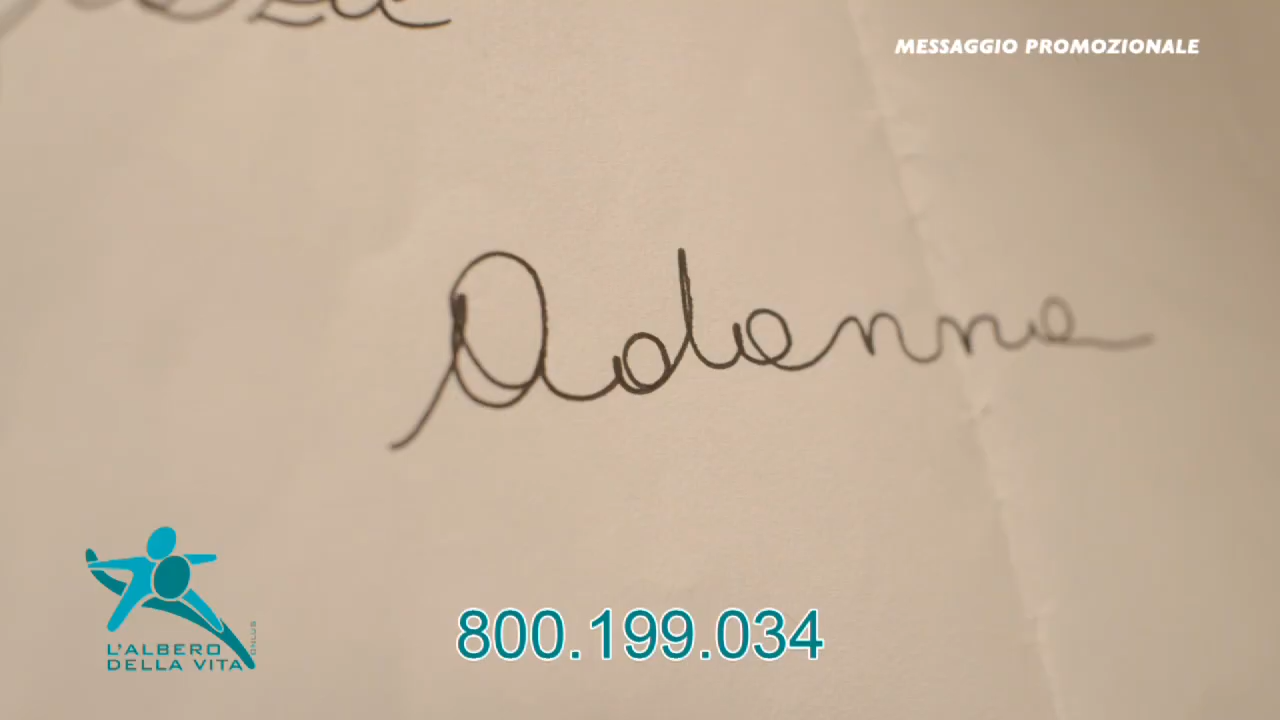 MESSAGGIO PROMOZIONALE
Adanna
800.199.034
L'ALBERO
DELLA VITA
ONLUS